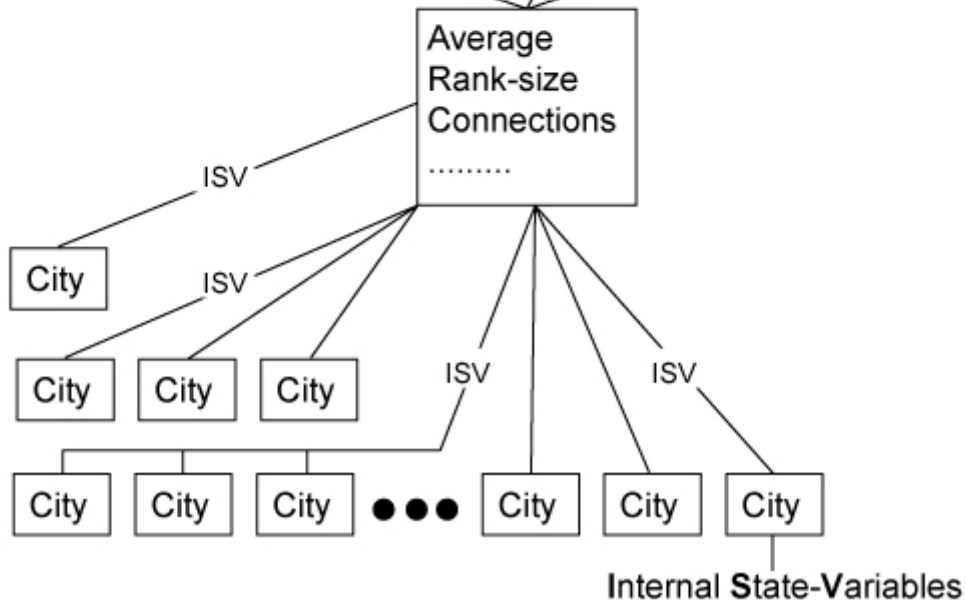 Average
Rank-size
Connections
.........
ISV
City
ISV
City City City
ISV ISV
City City City City City City
Internal State-Variables